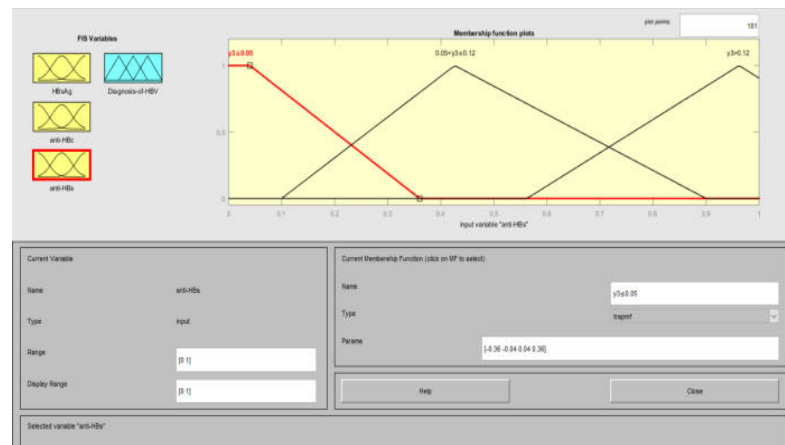 FIS Variables
Membership function plots
plot points:
181
y3≤0.05
0.05<y3≤0.12
y3>0.12
HBsAg
Diagnosis-of-HBV
anti-HBc
anti-HBs
1
0.5
0
0
0.1
0.2
0.3
0.4
0.5
0.6
0.7
0.8
0.9
1
input variable "anti-HBs"
Current Variable
Name
anti-HBs
Type
input
Range
[0 1]
Display Range
[0 1]
Current Membership Function (click on MF to select)
Name
y3≤0.05
Type
trapmf
Params
[-0.36 -0.04 0.04 0.36]
Help
Close
Selected variable "anti-HBs"